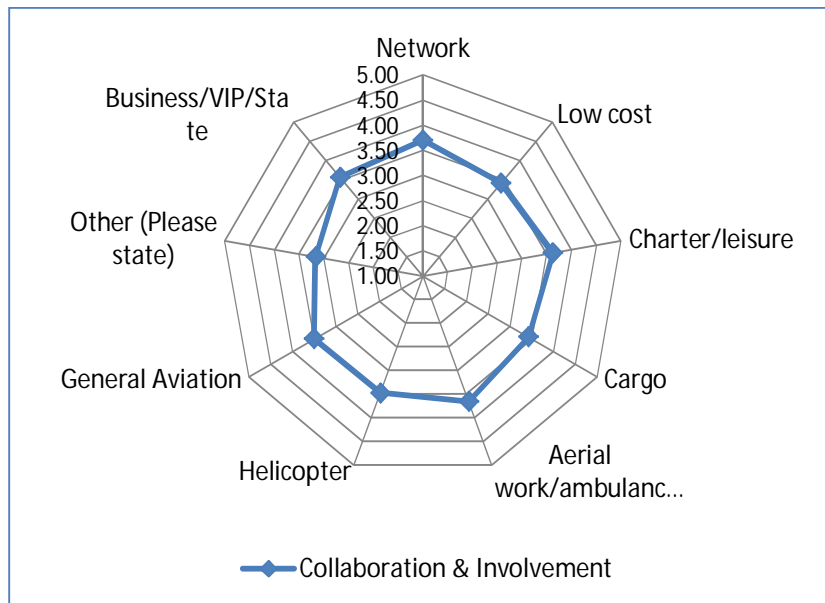 Network
5.00
4.50
4.00
3.50
3.00
2.50
2.00
1.50
1.00
Business/VIP/Sta
te
Low cost
Other (Please
state)
Charter/leisure
General Aviation
Cargo
Helicopter
Aerial
work/ambulanc...
Collaboration & Involvement